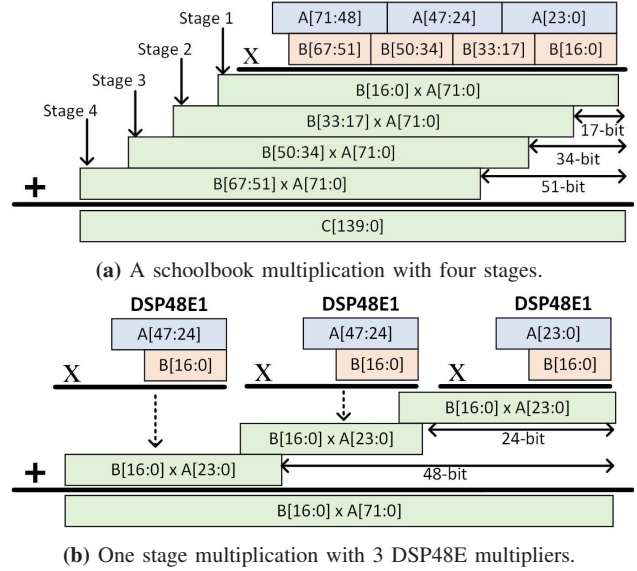 Stage 1
A[71:48] A[47:24] A[23:0]
Stage 2
X B[67:51] B[50:34] B[33:17] B[16:0]
Stage 3
B[16:0] x A[71:0]
Stage 4
B[33:17] x A[71:0]
17-bit
B[50:34] x A[71:0]
34-bit
+ B[67:51] x A[71:0]
51-bit
C[139:0]
(a) A schoolbook multiplication with four stages.
DSP48E1 DSP48E1 DSP48E1
A[47:24] A[47:24] A[23:0]
X B[16:0] X B[16:0] X B[16:0]
B[16:0] x A[23:0]
B[16:0] x A[23:0] 24-bit
+ B[16:0] x A[23:0] 48-bit
B[16:0] x A[71:0]
(b) One stage multiplication with 3 DSP48E multipliers.